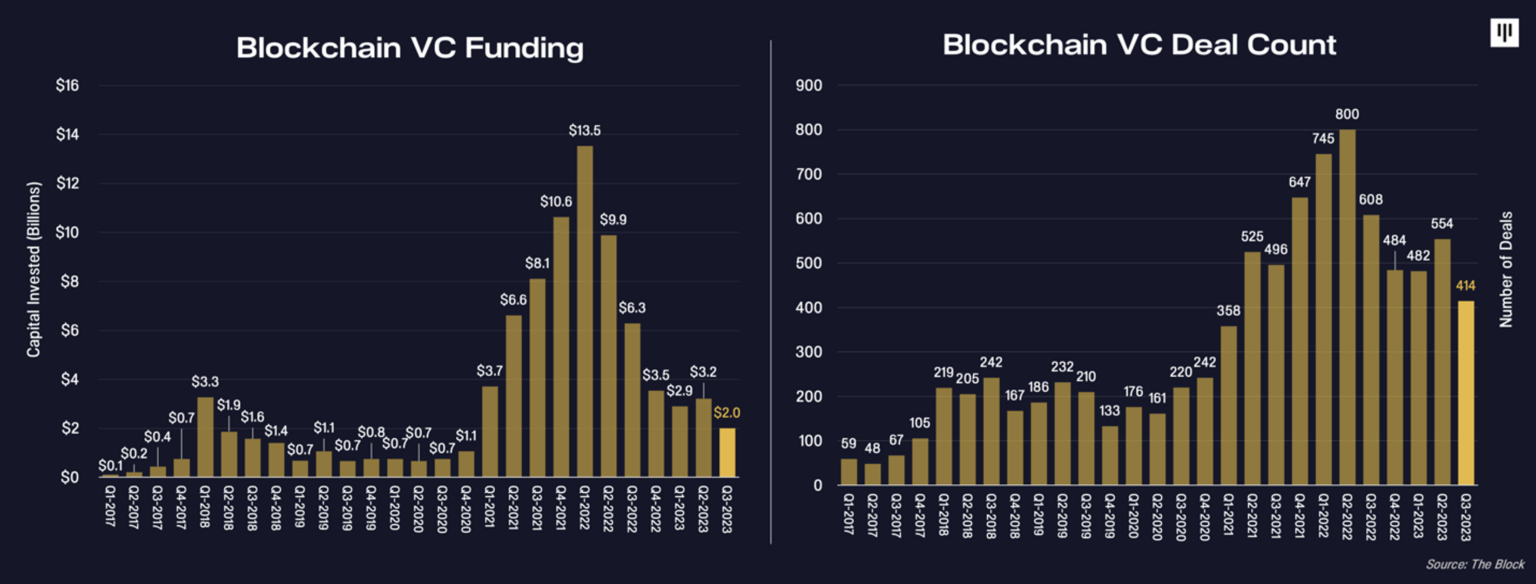 Blockchain VC Funding
Capital Invested (Billions)
$16
$14
$12
$10
$8
$6
$4
$2
$0
$0.1
$0.2
$0.4
$0.7
$3.3
$1.9
$1.6
$1.4
$0.7
$1.1
$0.7
$0.8
$0.7
$0.7
$0.7
$1.1
$3.7
$6.6
$8.1
$10.6
$13.5
$9.9
$6.3
$3.5
$2.9
$3.2
$2.0
Q1-2017
Q2-2017
Q3-2017
Q4-2017
Q1-2018
Q2-2018
Q3-2018
Q4-2018
Q1-2019
Q2-2019
Q3-2019
Q4-2019
Q1-2020
Q2-2020
Q3-2020
Q4-2020
Q1-2021
Q2-2021
Q3-2021
Q4-2021
Q1-2022
Q2-2022
Q3-2022
Q4-2022
Q1-2023
Q2-2023
Q3-2023
Blockchain VC Deal Count
900
800
700
600
500
400
300
200
100
0
59
48
67
105
219
205
242
167
186
232
210
133
176
161
220
242
358
525
496
647
745
800
608
484
482
554
414
Q1-2017
Q2-2017
Q3-2017
Q4-2017
Q1-2018
Q2-2018
Q3-2018
Q4-2018
Q1-2019
Q2-2019
Q3-2019
Q4-2019
Q1-2020
Q2-2020
Q3-2020
Q4-2020
Q1-2021
Q2-2021
Q3-2021
Q4-2021
Q1-2022
Q2-2022
Q3-2022
Q4-2022
Q1-2023
Q2-2023
Q3-2023
Number of Deals
Source: The Block